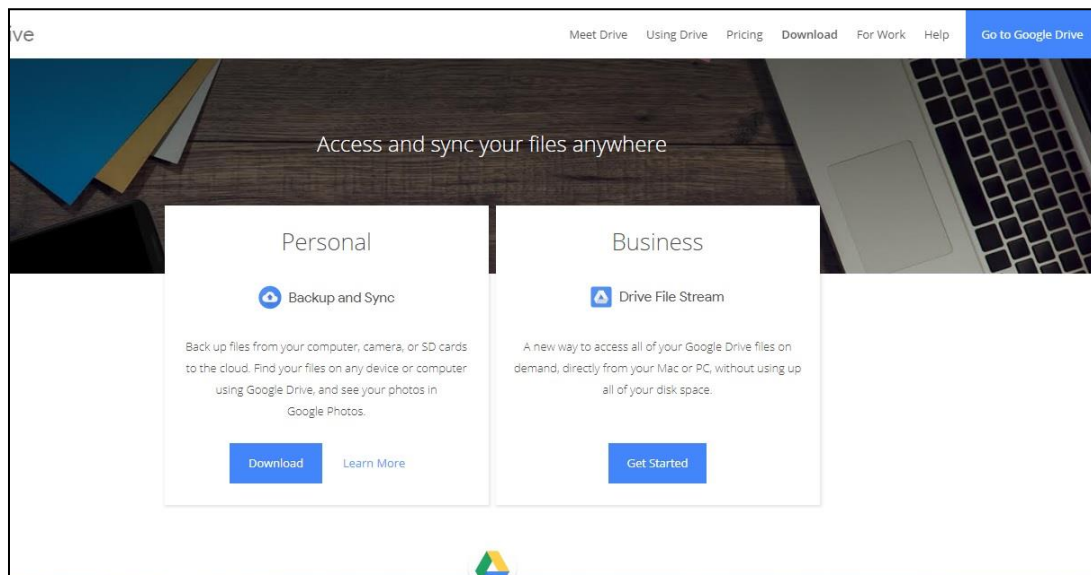 ive
Meet Drive Using Drive Pricing Download For Work Help Go to Google Drive
Access and sync your files anywhere
Personal
Backup and Sync
Back up files from your computer, camera, or SD cards
to the cloud. Find your files on any device or computer
using Google Drive, and see your photos in
Google Photos.
Download Learn More
Business
Drive File Stream
A new way to access all of your Google Drive files on
demand, directly from your Mac or PC, without using up
all of your disk space.
Get Started